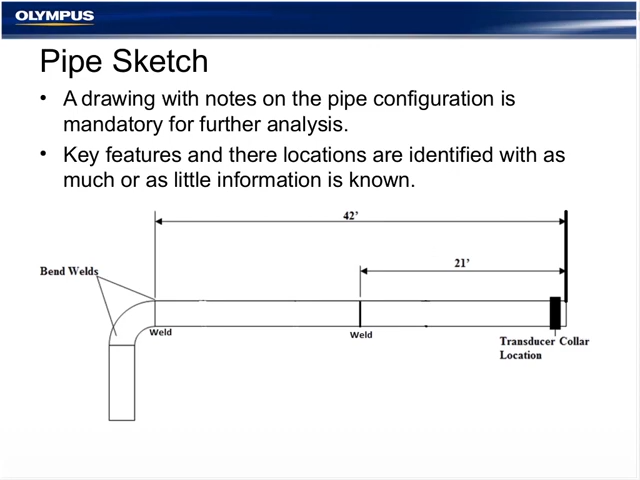 OLYMPUS
Pipe Sketch
• A drawing with notes on the pipe configuration is
mandatory for further analysis.
• Key features and there locations are identified with as
much or as little information is known.
42’
21’
Bend Welds
Weld
Weld
Transducer Collar
Location